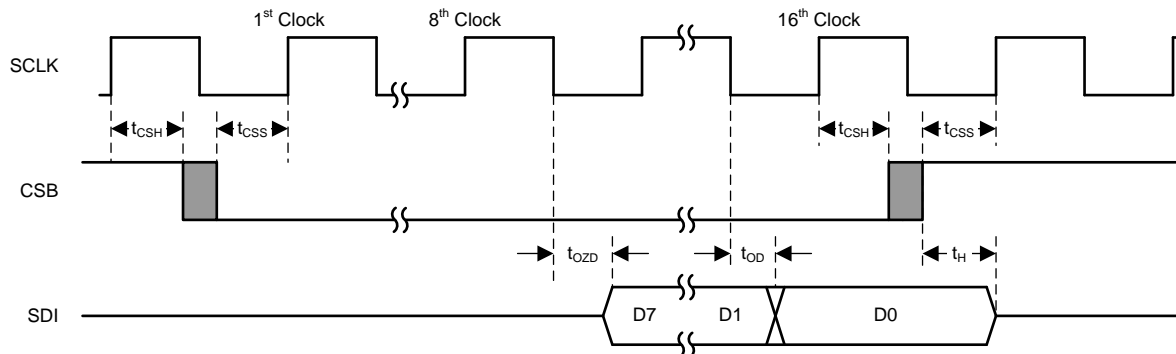 1st Clock 8th Clock 16th Clock
SCLK
tCSH tCSS tCSH tCSS
CSB
tOZD tOD tH
SDI D7 D1 D0